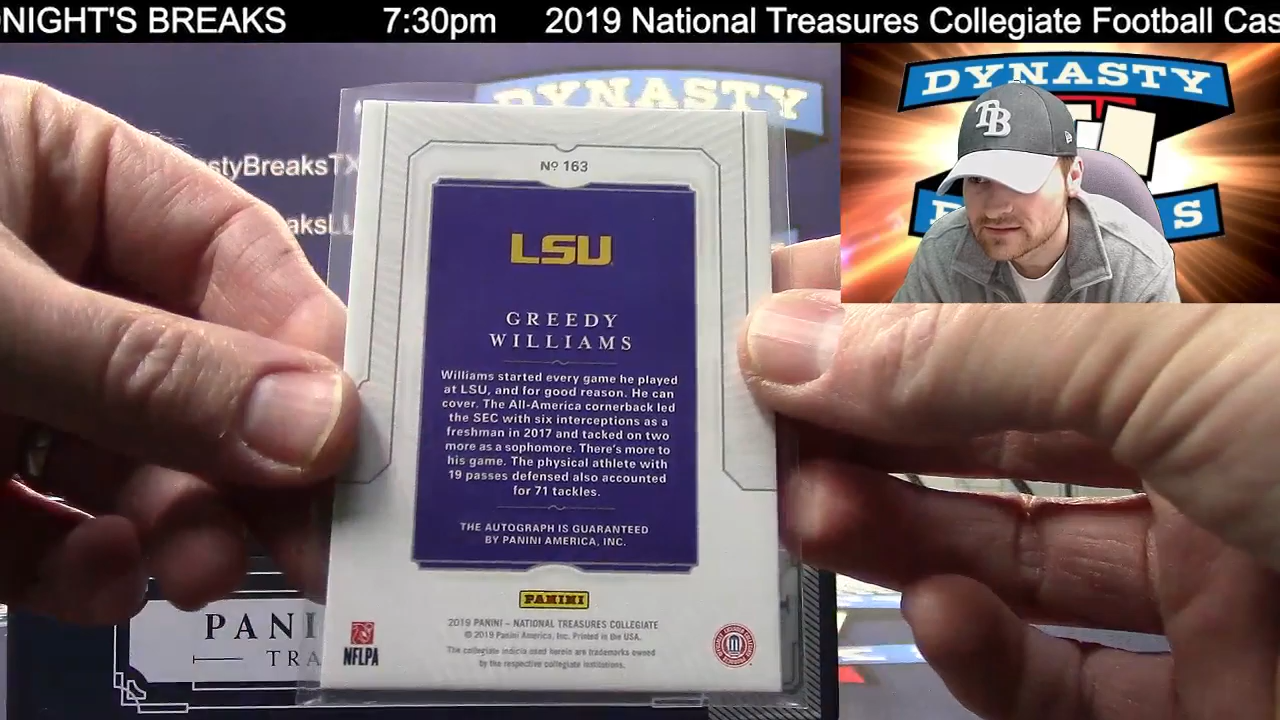 ONIGHT'S BREAKS 7:30pm 2019 National Treasures Collegiate Football Cas
DYNASTY
DYNASTY
styBreaksTX
aksLL
TB
S
Nº 163
LSU
GREEDY
WILLIAMS
Williams started every game he played
at LSU, and for good reason. He can
cover. The All-America cornerback led
the SEC with six interceptions as a
freshman in 2017 and tacked on two
more as a sophomore. There's more to
his game. The physical athlete with
19 passes defensed also accounted
for 71 tackles.
THE AUTOGRAPH IS GUARANTEED
BY PANINI AMERICA, INC.
PANINI
2019 PANINI – NATIONAL TREASURES COLLEGIATE
© 2019 Panini America, Inc. Printed in the USA.
The collegiate indicia used herein are trademarks owned
by the respective collegiate institutions.
NFLPA
PANI
TRA